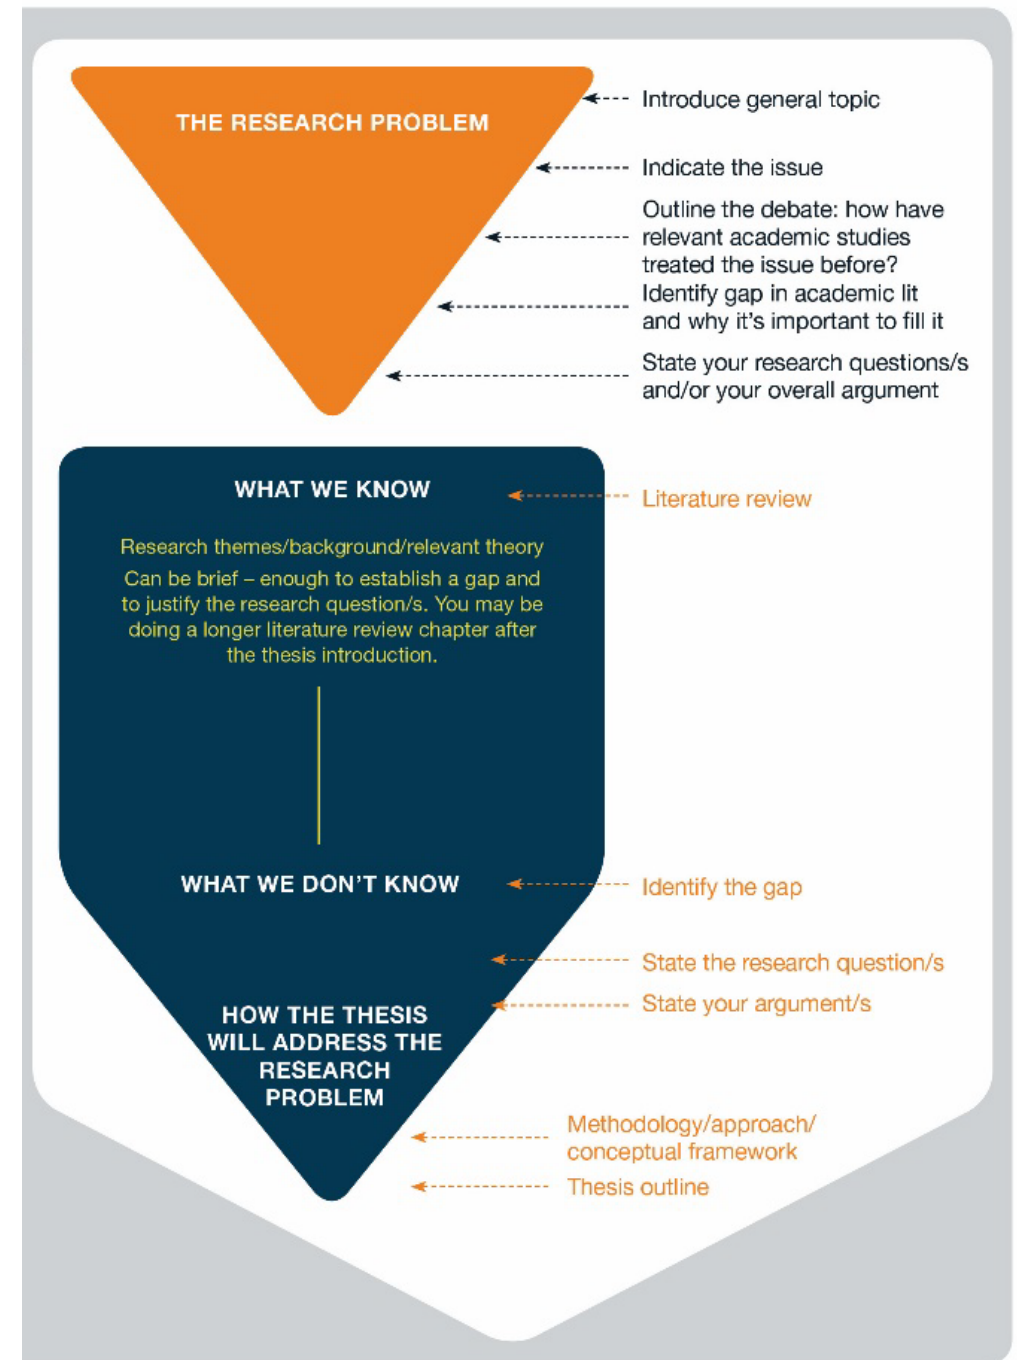 THE RESEARCH PROBLEM
Introduce general topic
Indicate the issue
Outline the debate: how have
relevant academic studies
treated the issue before?
Identify gap in academic lit
and why it's important to fill it
State your research questions/s
and/or your overall argument
WHAT WE KNOW
Literature review
Research themes/background/relevant theory
Can be brief – enough to establish a gap and
to justify the research question/s. You may be
doing a longer literature review chapter after
the thesis introduction.
WHAT WE DON'T KNOW
Identify the gap
State the research question/s
State your argument/s
HOW THE THESIS
WILL ADDRESS THE
RESEARCH
PROBLEM
Methodology/approach/
conceptual framework
Thesis outline